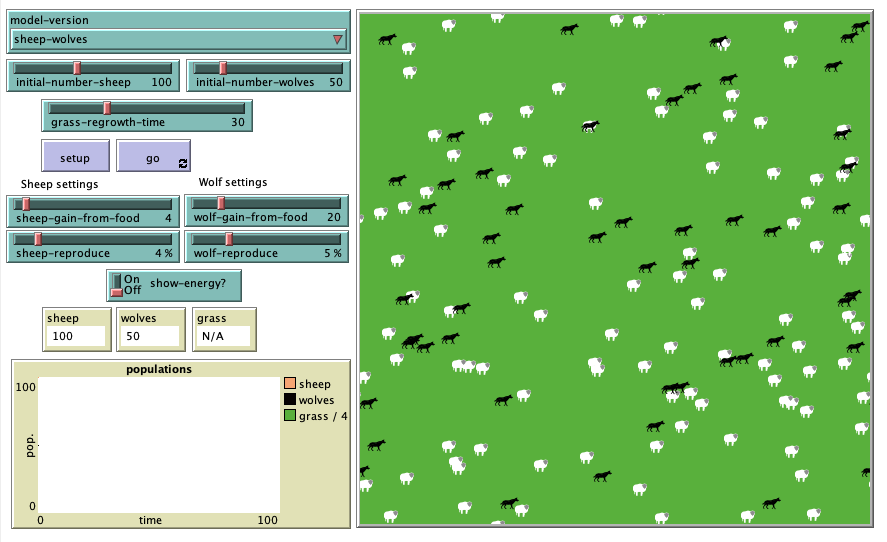 model-version
sheep-wolves
initial-number-sheep 100
initial-number-wolves 50
grass-regrowth-time 30
setup
go
Sheep settings
Wolf settings
sheep-gain-from-food 4
wolf-gain-from-food 20
sheep-reproduce 4 %
wolf-reproduce 5 %
On
Off
show-energy?
sheep
100
wolves
50
grass
N/A
populations
100
pop.
0
0
time
100
sheep
wolves
grass / 4